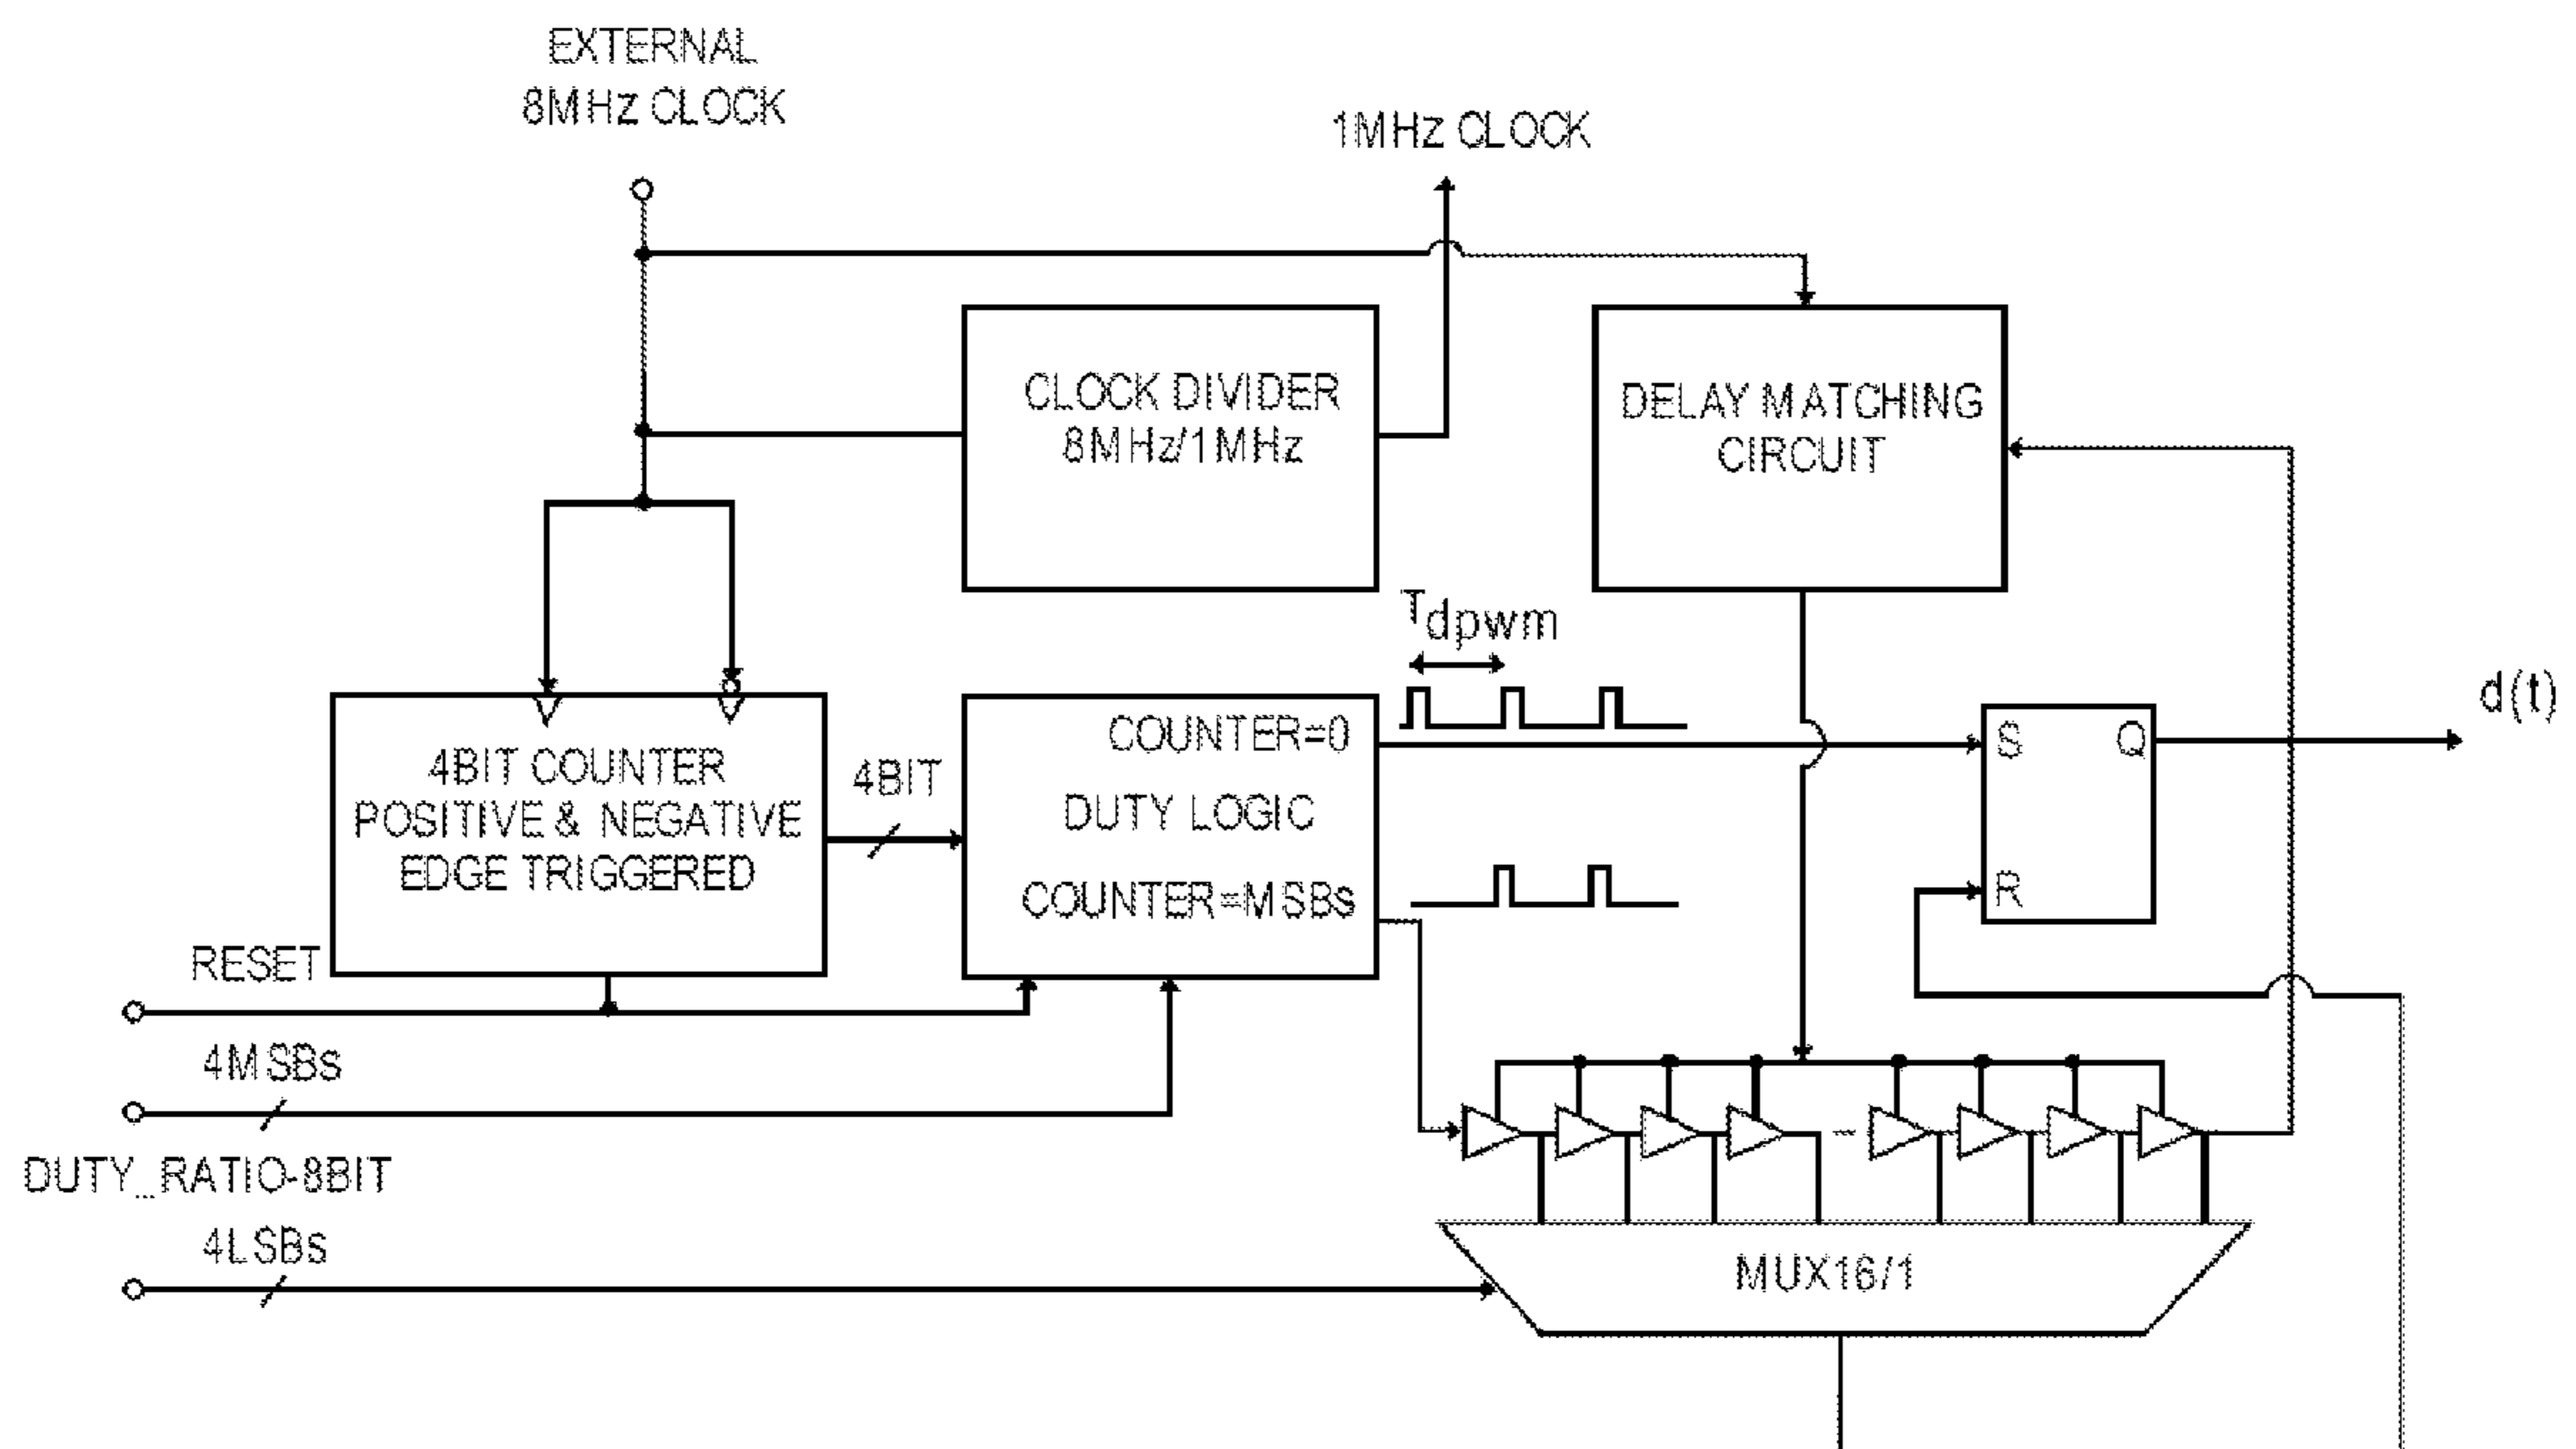 EXTERNAL
8MHz CLOCK
1MHz CLOCK
CLOCK DIVIDER
8MHz/1MHz
DELAY MATCHING
CIRCUIT
Tdpwm
4BIT COUNTER
POSITIVE & NEGATIVE
EDGE TRIGGERED
4BIT
COUNTER=0
DUTY LOGIC
COUNTER=MSBs
S
Q
R
d(t)
RESET
4MSBs
DUTY_RATIO-8BIT
4LSBs
MUX16/1